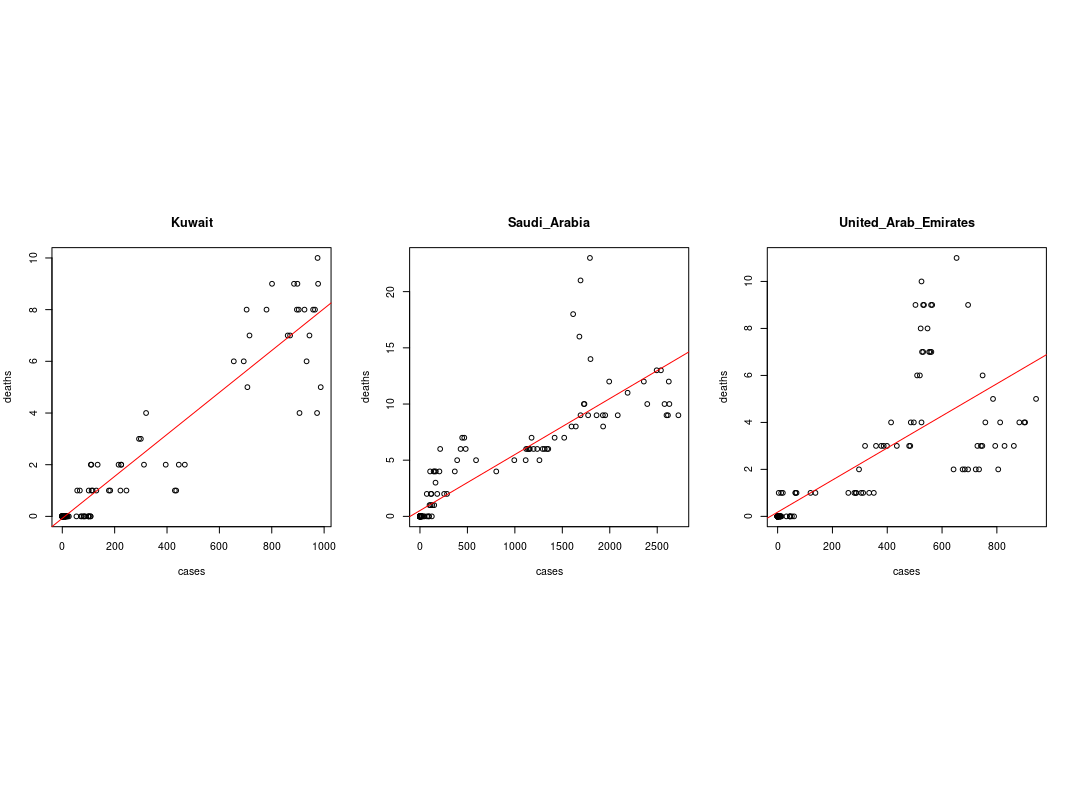 Kuwait
deaths
0 2 4 6 8 10
0 200 400 600 800 1000
cases
Saudi_Arabia
deaths
0 5 10 15 20
0 500 1000 1500 2000 2500
cases
United_Arab_Emirates
deaths
0 2 4 6 8 10
0 200 400 600 800
cases